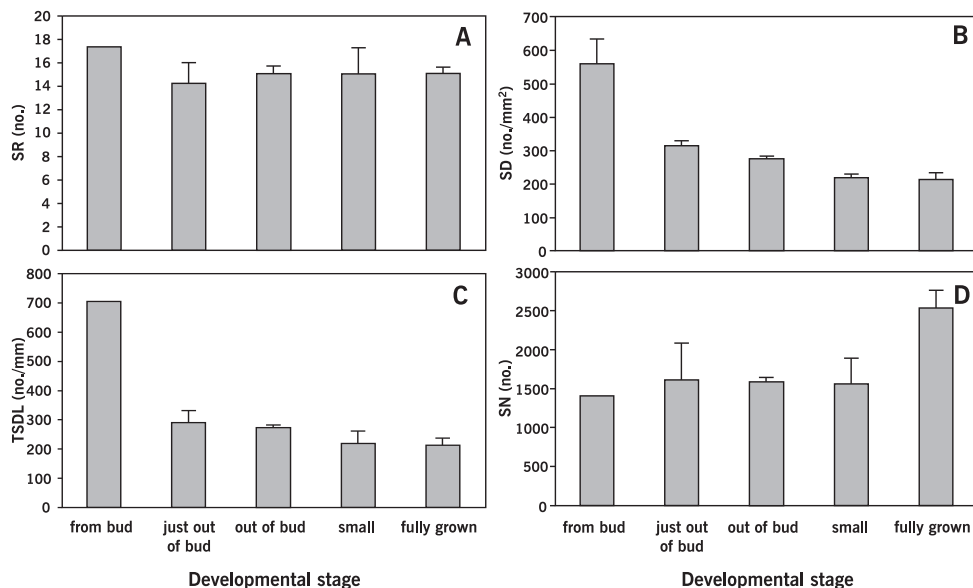 A
SR (no.)
20
18
16
14
12
10
8
6
4
2
0
B
SD (no./mm²)
700
600
500
400
300
200
100
0
C
TSDL (no./mm)
800
700
600
500
400
300
200
100
0
from bud
just out
of bud
out of bud
small
fully grown
Developmental stage
D
SN (no.)
3000
2500
2000
1500
1000
500
0
from bud
just out
of bud
out of bud
small
fully grown
Developmental stage